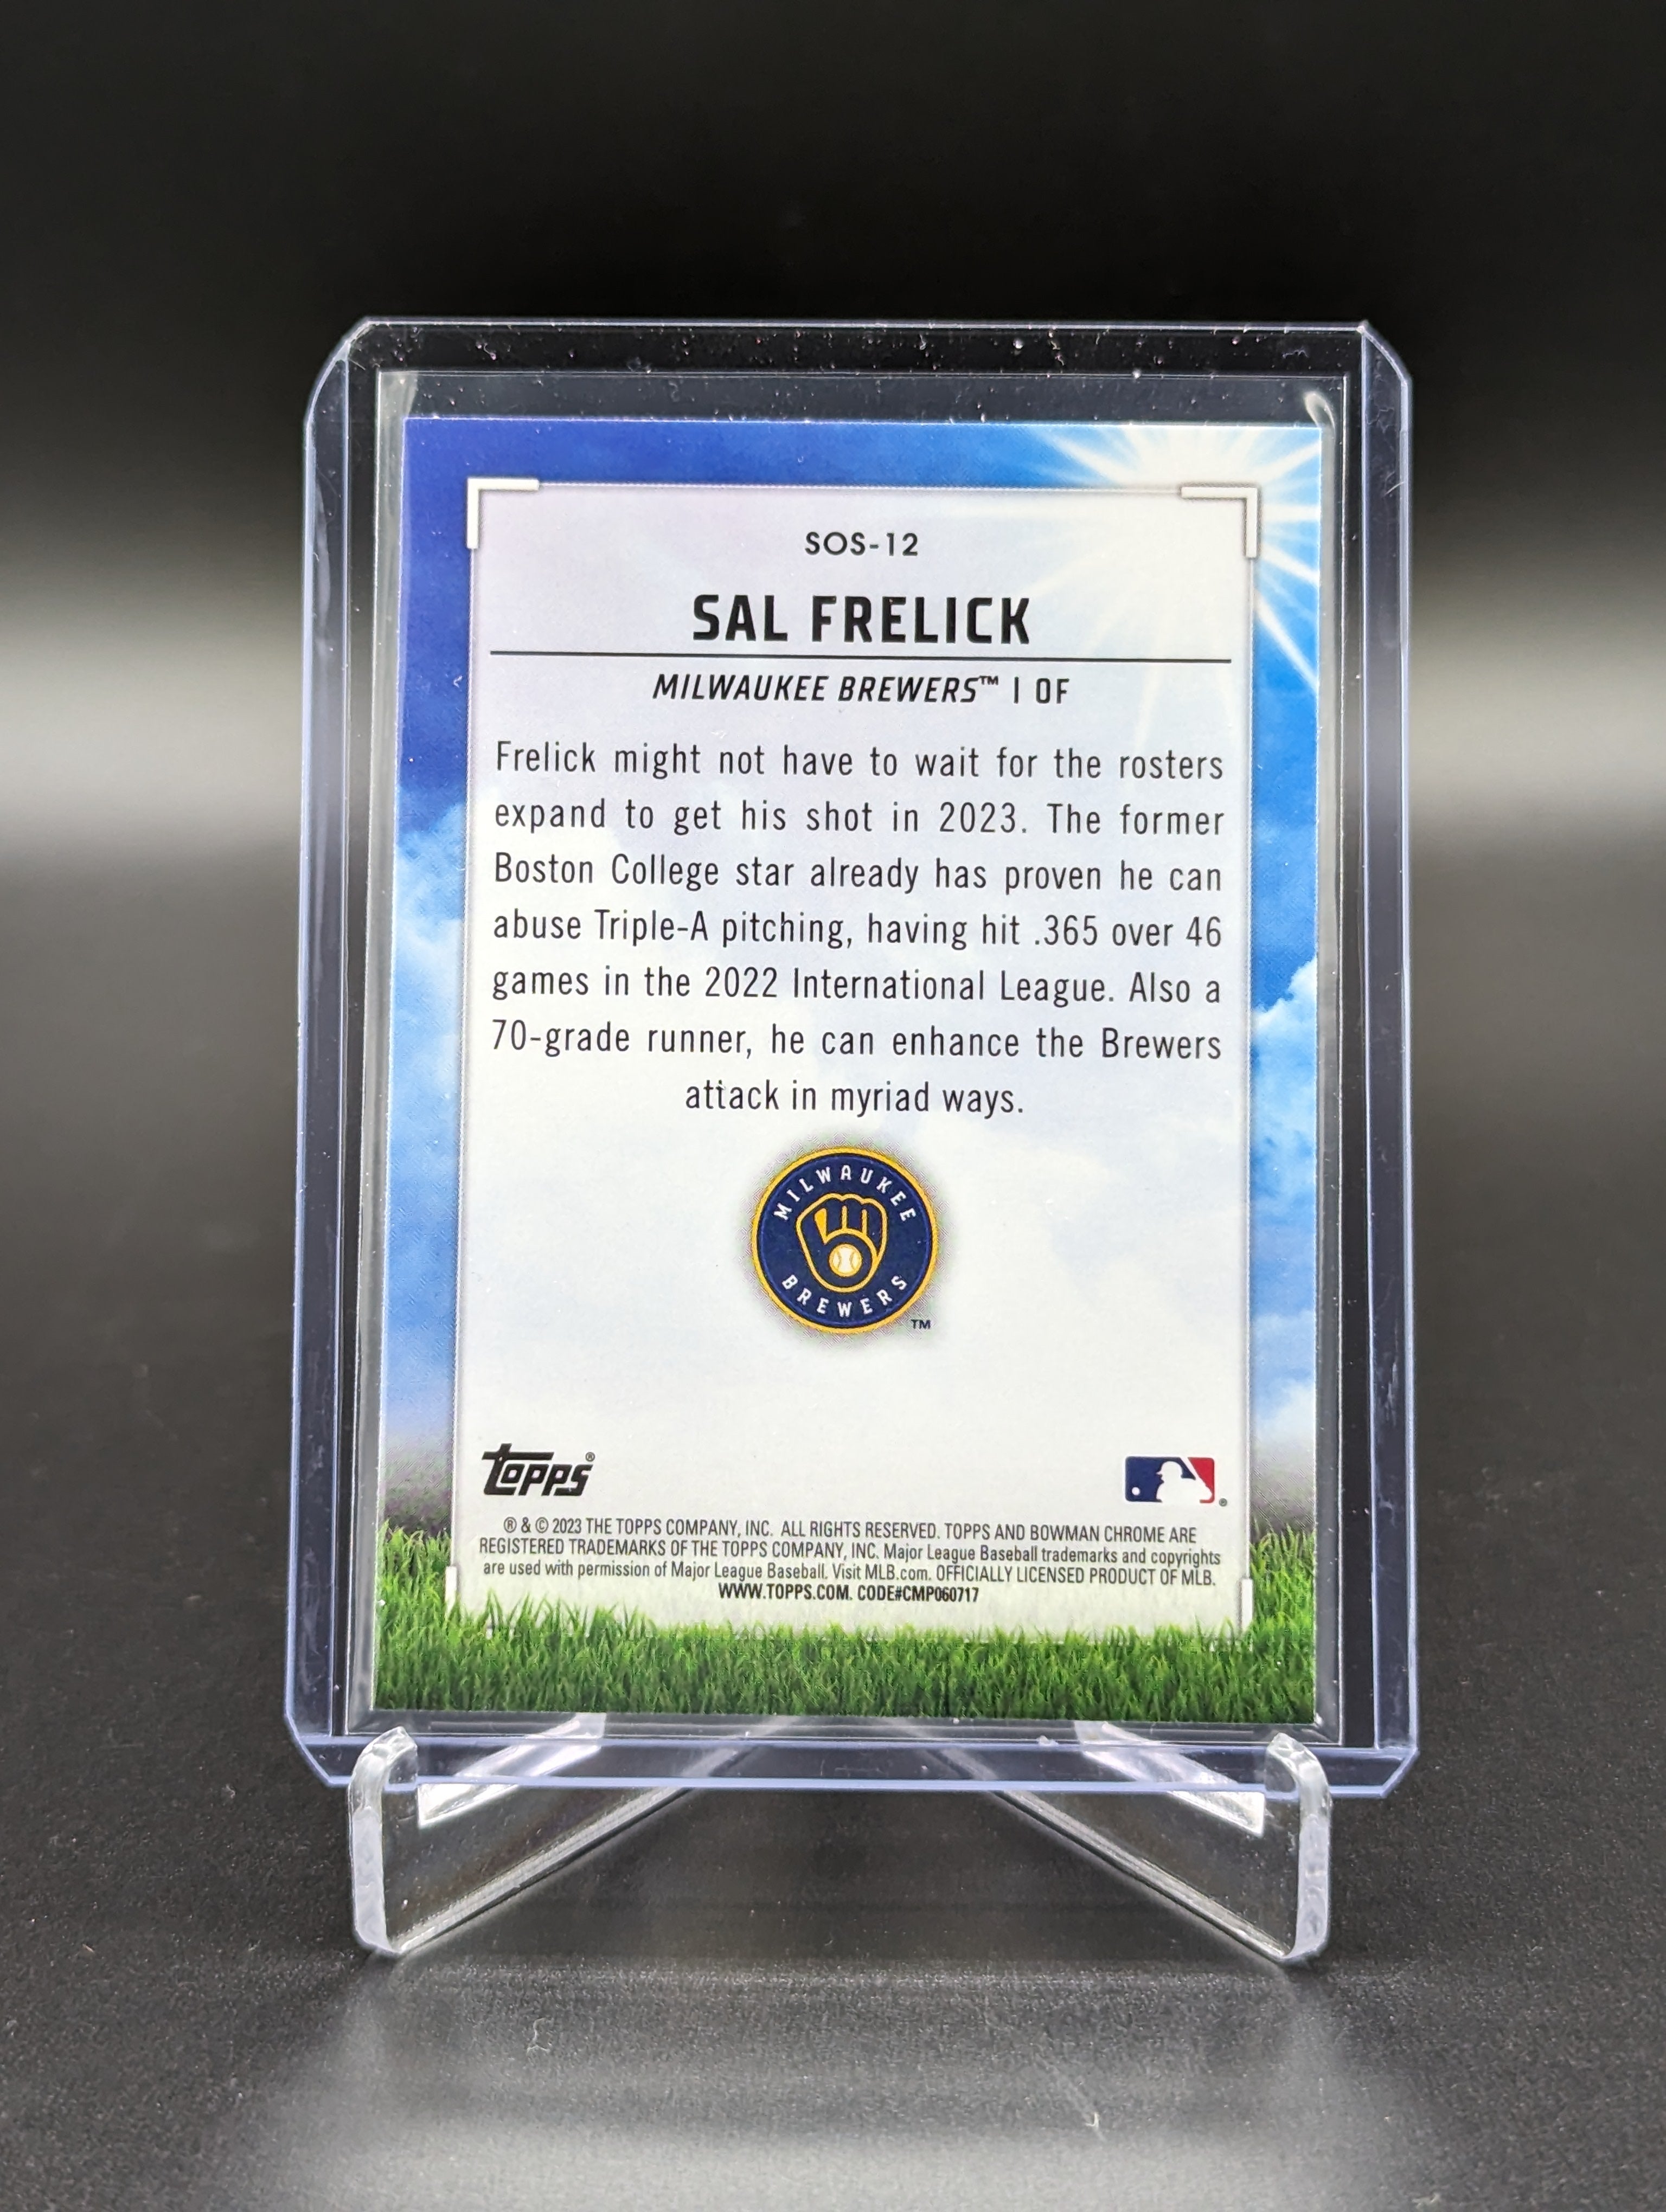 SOS-12
SAL FRELICK
MILWAUKEE BREWERS™ | OF
Frelick might not have to wait for the rosters
expand to get his shot in 2023. The former
Boston College star already has proven he can
abuse Triple-A pitching, having hit .365 over 46
games in the 2022 International League. Also a
70-grade runner, he can enhance the Brewers
attack in myriad ways.
MILWAUKEE
BREWERS
TM
topps®
®
® & © 2023 THE TOPPS COMPANY, INC. ALL RIGHTS RESERVED. TOPPS AND BOWMAN CHROME ARE
REGISTERED TRADEMARKS OF THE TOPPS COMPANY, INC. Major League Baseball trademarks and copyrights
are used with permission of Major League Baseball. Visit MLB.com. OFFICIALLY LICENSED PRODUCT OF MLB.
WWW.TOPPS.COM. CODE#CMP060717